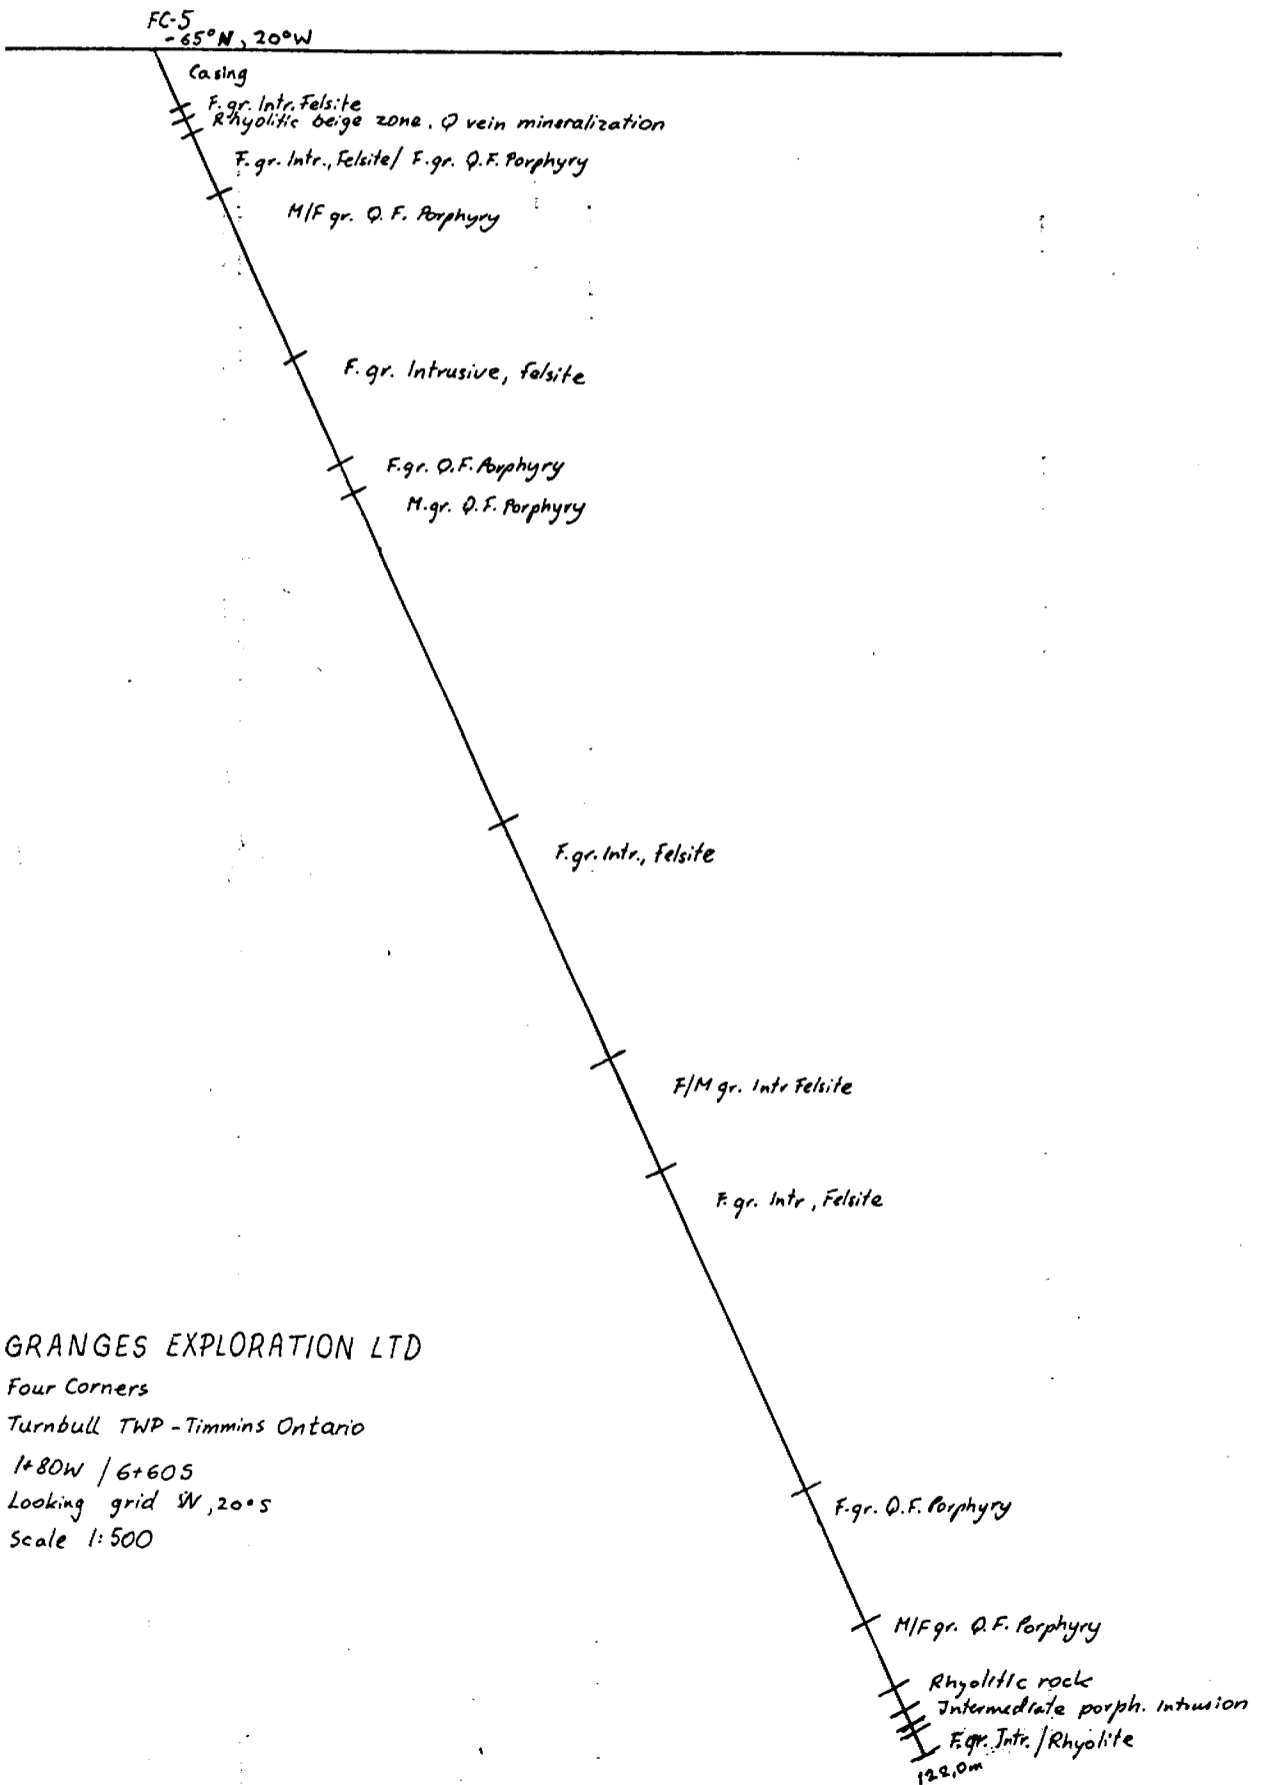 FC-5
-65°N, 20°W
Casing
F.gr. Intr. Felsite
Rhyolitic beige zone. Q vein mineralization
F.gr. Intr., Felsite/ F.gr. Q.F. Porphyry
M/F gr. Q.F. Porphyry
F.gr. Intrusive, felsite
F.gr. Q.F. Porphyry
M.gr. Q.F. Porphyry
F.gr. Intr., Felsite
F/M gr. Intr Felsite
F.gr. Intr, Felsite
GRANGES EXPLORATION LTD
Four Corners
Turnbull TWP - Timmins Ontario
1+80W / 6+60S
Looking grid W, 20°S
Scale 1:500
F.gr. Q.F. Porphyry
M/F gr. Q.F. Porphyry
Rhyolitic rock
Intermediate porph. Intrusion
F.gr. Intr. / Rhyolite
122,0m